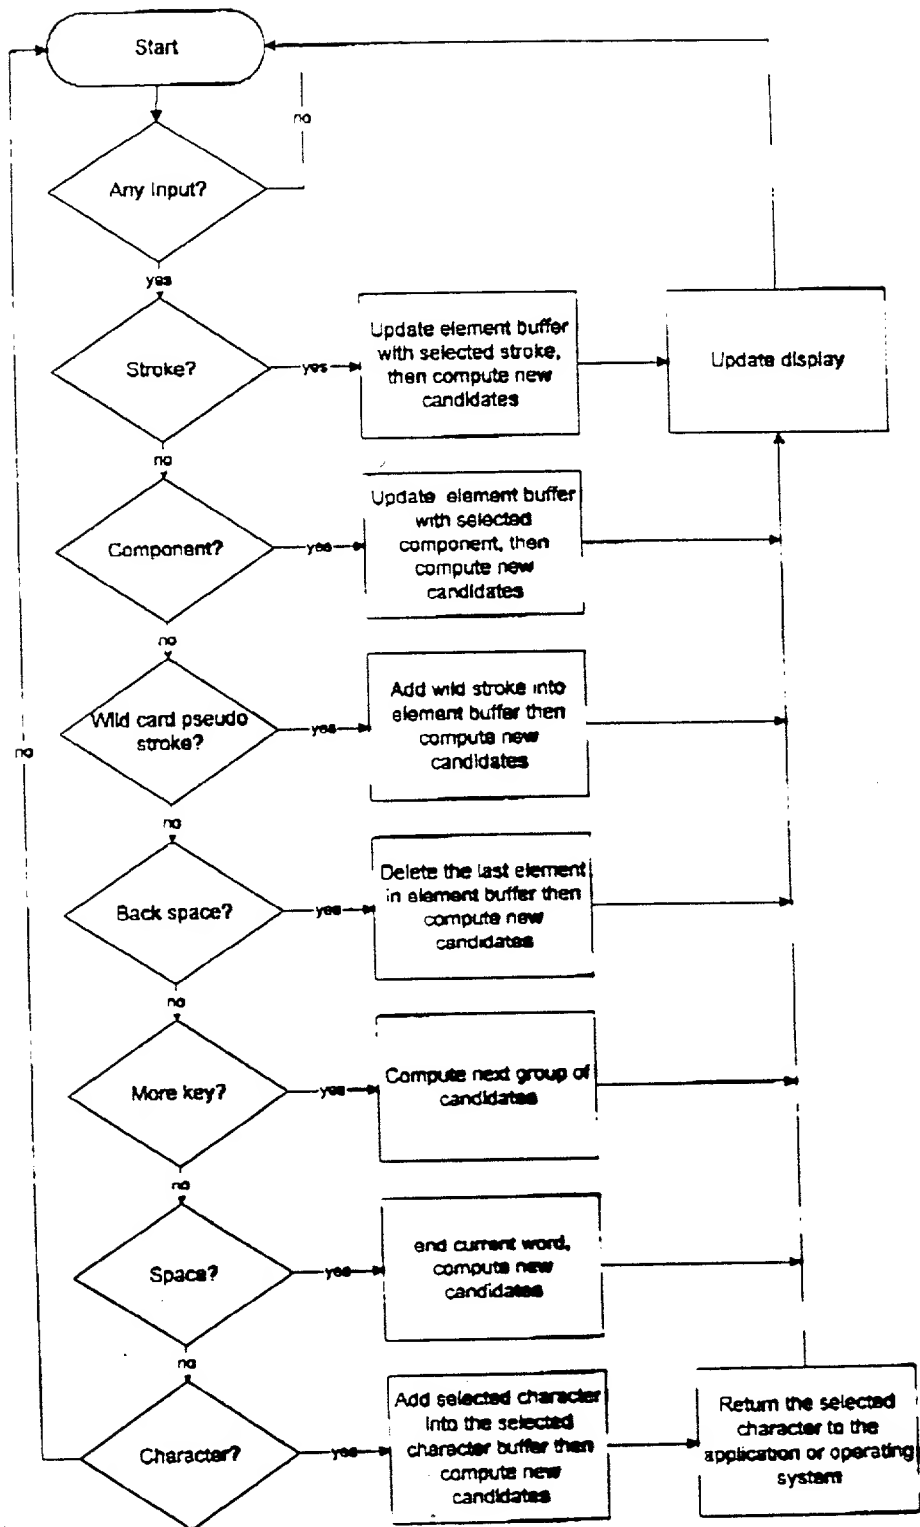 Start
no
Any Input?
yes
Stroke?
yes
Update element buffer
with selected stroke,
then compute new
candidates
Update display
no
Component?
yes
Update element buffer
with selected
component, then
compute new
candidates
no
Wild card pseudo
stroke?
yes
Add wild stroke into
element buffer then
compute new
candidates
no
no
Back space?
yes
Delete the last element
in element buffer then
compute new
candidates
no
More key?
yes
Compute next group of
candidates
no
Space?
yes
end current word,
compute new
candidates
no
Character?
yes
Add selected character
into the selected
character buffer then
compute new
candidates
Return the selected
character to the
application or operating
system